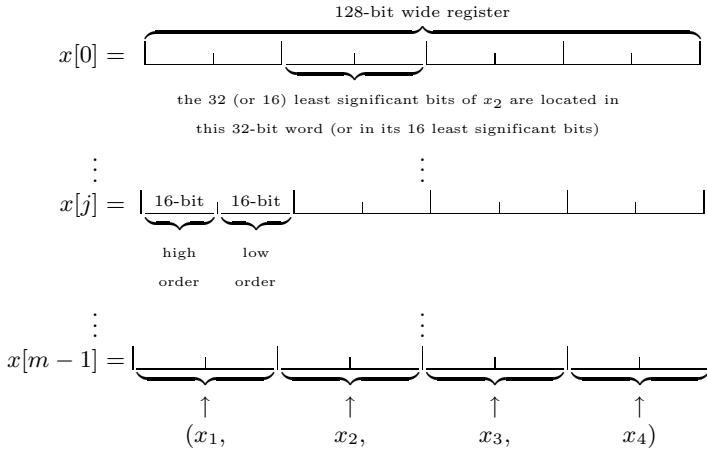 128-bit wide register
x[0] =
the 32 (or 16) least significant bits of x₂ are located in
this 32-bit word (or in its 16 least significant bits)
⋮ ⋮
x[j] = 16-bit 16-bit
high low
order order
⋮ ⋮
x[m − 1] =
↑ ↑ ↑ ↑
(x₁, x₂, x₃, x₄)